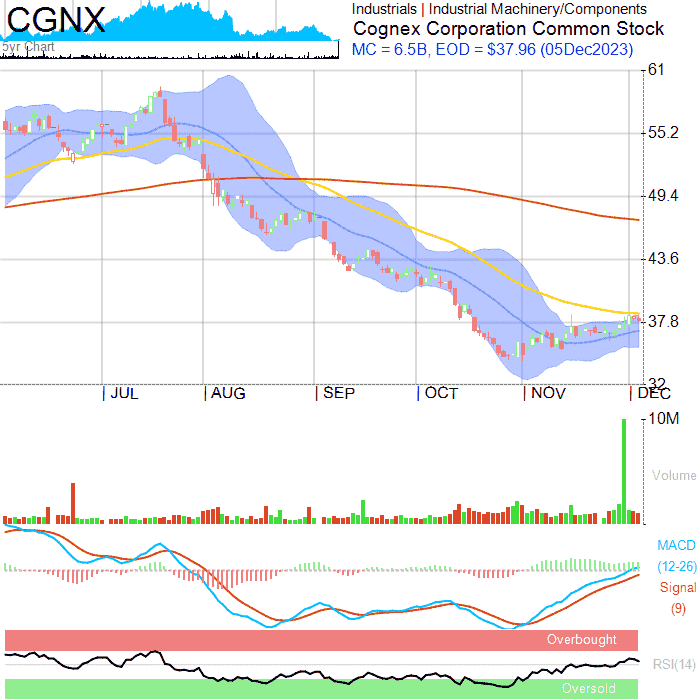 CGNX
5yr Chart
Industrials | Industrial Machinery/Components
Cognex Corporation Common Stock
MC = 6.5B, EOD = $37.96 (05Dec2023)
61
55.2
49.4
43.6
37.8
32
JUL
AUG
SEP
OCT
NOV
DEC
10M
Volume
MACD
(12-26)
Signal
(9)
Overbought
RSI(14)
Oversold